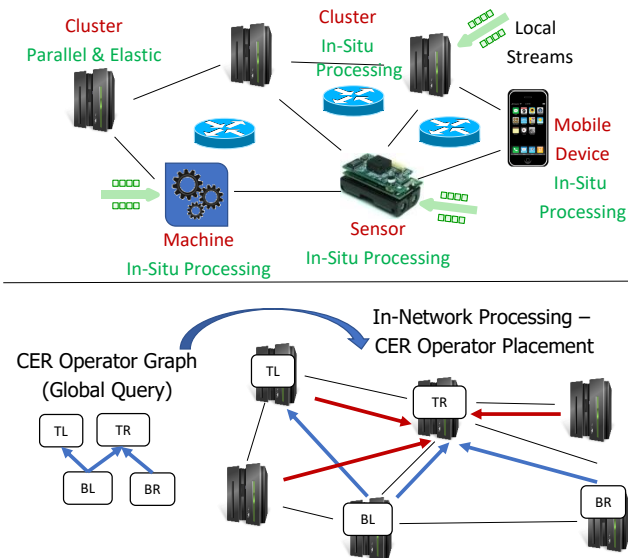 Cluster
Parallel & Elastic
Cluster
In-Situ
Processing
Local
Streams
Mobile
Device
In-Situ
Processing
Machine
In-Situ Processing
Sensor
In-Situ Processing
CER Operator Graph
(Global Query)
In-Network Processing –
CER Operator Placement
TL
TR
BL
BR
TL
TR
BL
BR